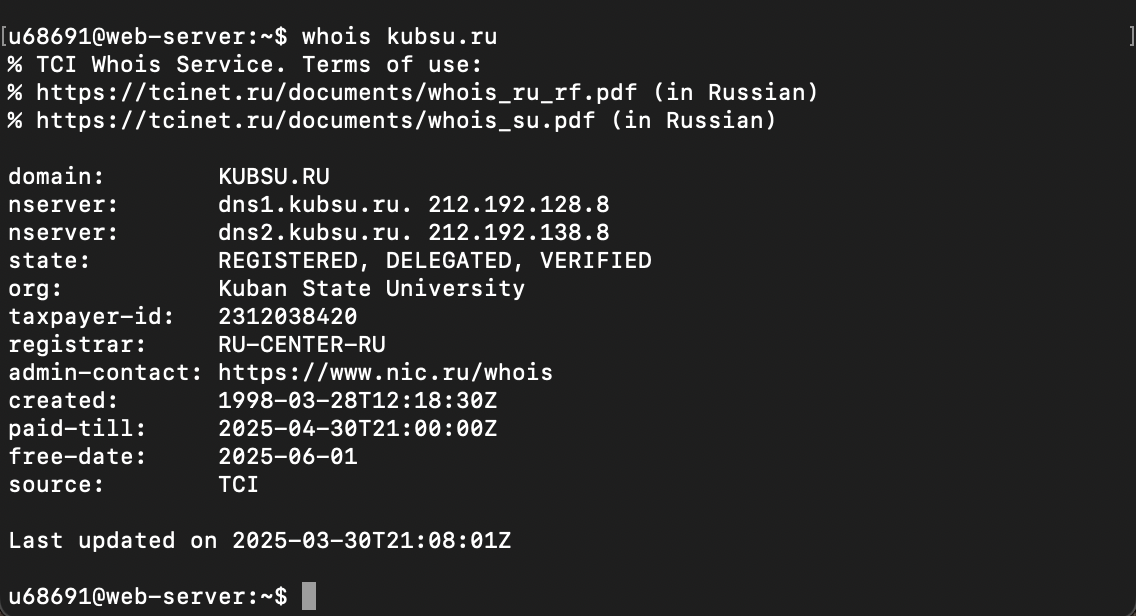 [u68691@web-server:~$ whois kubsu.ru ]
% TCI Whois Service. Terms of use:
% https://tcinet.ru/documents/whois_ru_rf.pdf (in Russian)
% https://tcinet.ru/documents/whois_su.pdf (in Russian)

domain:        KUBSU.RU
nserver:       dns1.kubsu.ru. 212.192.128.8
nserver:       dns2.kubsu.ru. 212.192.138.8
state:         REGISTERED, DELEGATED, VERIFIED
org:           Kuban State University
taxpayer-id:   2312038420
registrar:     RU-CENTER-RU
admin-contact: https://www.nic.ru/whois
created:       1998-03-28T12:18:30Z
paid-till:     2025-04-30T21:00:00Z
free-date:     2025-06-01
source:        TCI

Last updated on 2025-03-30T21:08:01Z

u68691@web-server:~$